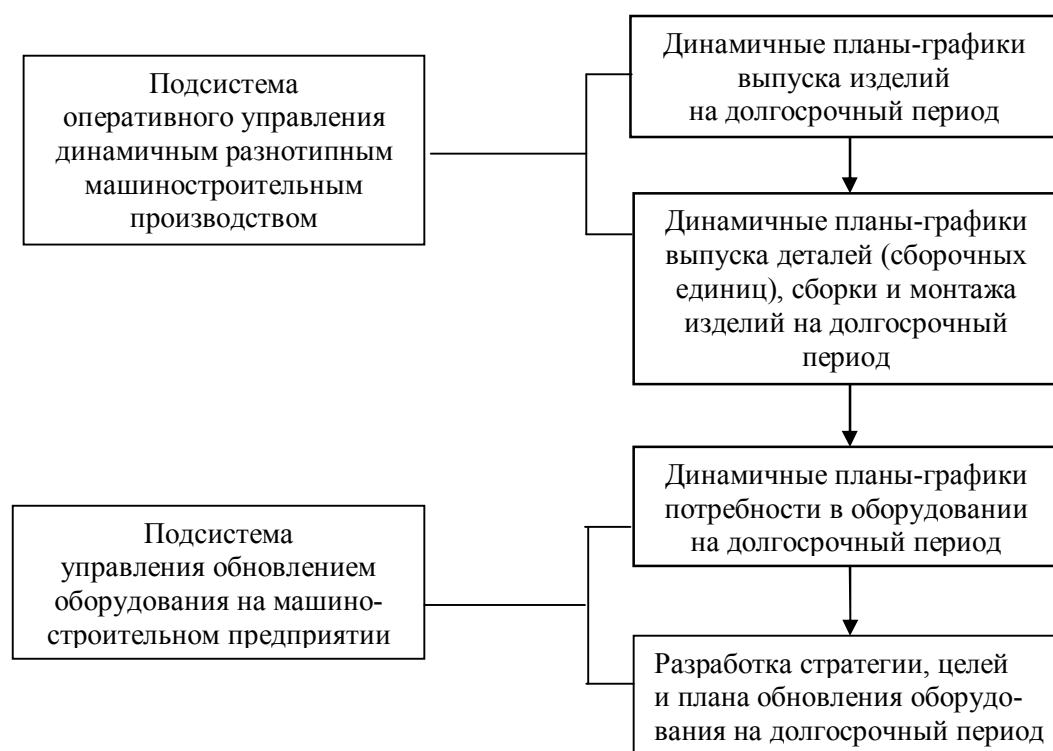 Динамичные планы-графики
выпуска изделий
на долгосрочный период
Подсистема
оперативного управления
динамичным разнотипным
машиностроительным
производством
Динамичные планы-графики
выпуска деталей (сборочных
единиц), сборки и монтажа
изделий на долгосрочный
период
Динамичные планы-графики
потребности в оборудовании
на долгосрочный период
Подсистема
управления обновлением
оборудования на машино-
строительном предприятии
Разработка стратегии, целей
и плана обновления оборудо-
вания на долгосрочный период